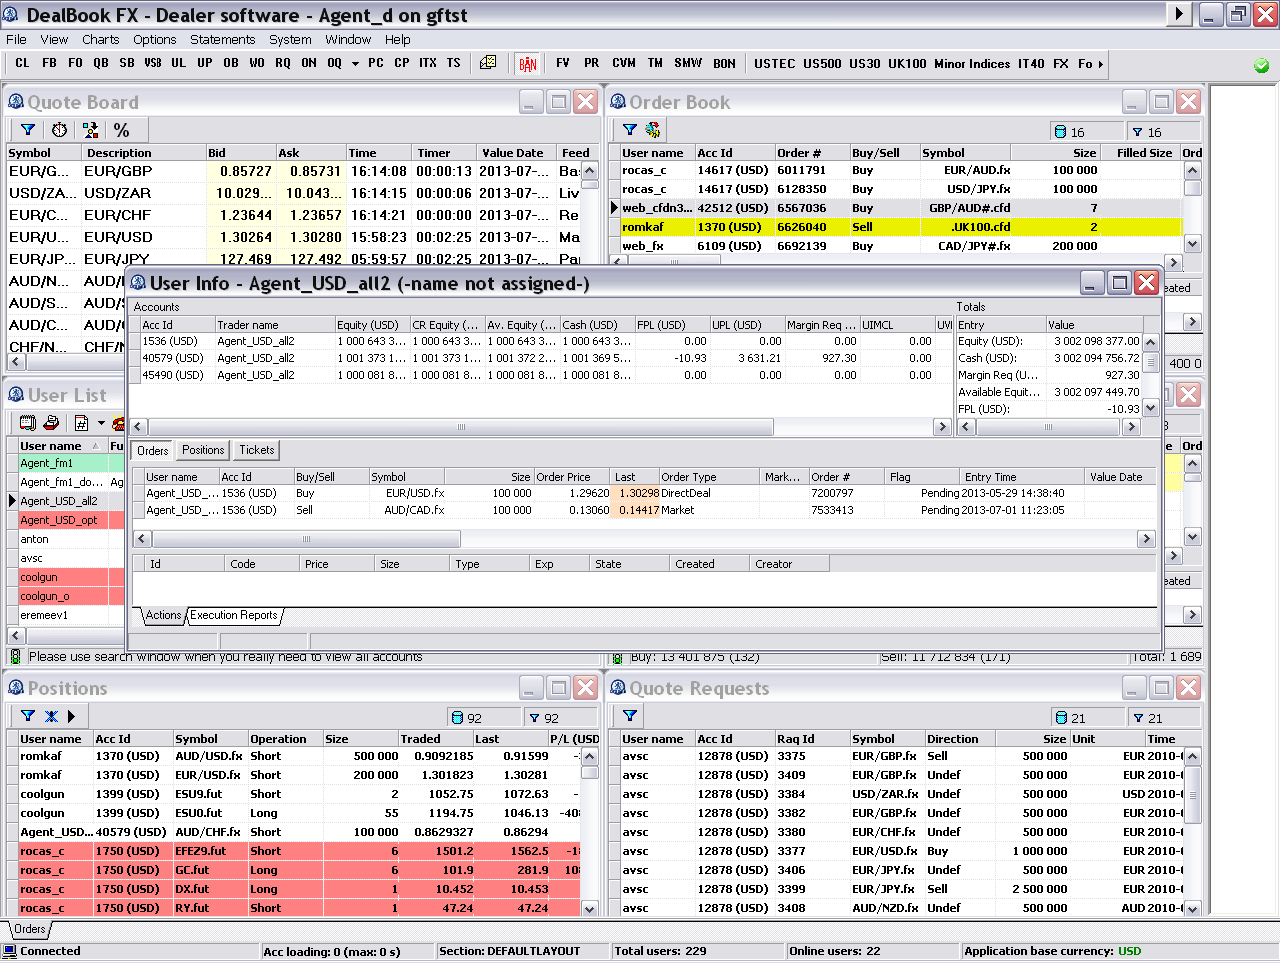 DealBook FX - Dealer software - Agent_d on gftst
File View Charts Options Statements System Window Help
CL FB FO QB SB VSB UL UP OB WO RQ ON OQ PC CP ITX TS BAN FV PR CVM TM SMW BON USTEC US500 US30 UK100 Minor Indices IT40 FX Fo
Quote Board
%
Symbol Description Bid Ask Time Timer Value Date Feed
EUR/G... EUR/GBP 0.85727 0.85731 16:14:08 00:00:13 2013-07-... Bas
USD/ZA... USD/ZAR 10.029... 10.043... 16:14:15 00:00:06 2013-07-... Liv
EUR/C... EUR/CHF 1.23644 1.23657 16:14:21 00:00:00 2013-07-... Re
EUR/U... EUR/USD 1.30264 1.30280 15:58:23 00:02:25 2013-07-... Ma
EUR/JP... EUR/JPY 127.469 127.492 05:59:57 00:02:25 2013-07-... Pa
AUD/N...
AUD/S...
AUD/C...
CHF/N...
Order Book
16 16
User name Acc Id Order # Buy/Sell Symbol Size Filled Size Ord
rocas_c 14617 (USD) 6011791 Buy EUR/AUD.fx 100 000
rocas_c 14617 (USD) 6128350 Buy USD/JPY.fx 100 000
web_cfdn3... 42512 (USD) 6567036 Buy GBP/AUD#.cfd 7
romkaf 1370 (USD) 6626040 Sell .UK100.cfd 2
web_fx 6109 (USD) 6692139 Buy CAD/JPY#.fx 200 000
eated
400 0
User Info - Agent_USD_all2 (-name not assigned-)
Accounts
Acc Id Trader name Equity (USD) CR Equity (... Av. Equity (... Cash (USD) FPL (USD) UPL (USD) Margin Req ... UIMCL UVI
1536 (USD) Agent_USD_all2 1 000 643 3... 1 000 643 3... 1 000 643 3... 1 000 643 3... 0.00 0.00 0.00 0.00
40579 (USD) Agent_USD_all2 1 001 373 1... 1 001 373 1... 1 001 372 2... 1 001 369 5... -10.93 3 631.21 927.30 0.00
45490 (USD) Agent_USD_all2 1 000 081 8... 1 000 081 8... 1 000 081 8... 1 000 081 8... 0.00 0.00 0.00 0.00
Totals
Entry Value
Equity (USD): 3 002 098 377.00
Cash (USD): 3 002 094 756.72
Margin Req (U... 927.30
Available Equit... 3 002 097 449.70
FPL (USD): -10.93
Orders Positions Tickets
User name Acc Id Buy/Sell Symbol Size Order Price Last Order Type Mark... Order # Flag Entry Time Value Date
Agent_USD_... 1536 (USD) Buy EUR/USD.fx 100 000 1.29620 1.30298 DirectDeal 7200797 Pending 2013-05-29 14:38:40
Agent_USD_... 1536 (USD) Sell AUD/CAD.fx 100 000 0.13060 0.14417 Market 7533413 Pending 2013-07-01 11:23:05
Id Code Price Size Type Exp State Created Creator
Actions Execution Reports
User List
#
User name Fu
Agent_fm1
Agent_fm1_do... Ag
Agent_USD_all2
Agent_USD_opt
anton
avsc
coolgun
coolgun_o
eremeev1
Please use search window when you really need to view all accounts
3
e Ord
eated
Buy: 13 401 875 (132) Sell: 11 712 834 (171) Total: 1 689
Positions
92 92
User name Acc Id Symbol Operation Size Traded Last P/L (USD
romkaf 1370 (USD) AUD/USD.fx Short 500 000 0.9092185 0.91599 -
romkaf 1370 (USD) EUR/USD.fx Short 200 000 1.301823 1.30281
coolgun 1399 (USD) ESU9.fut Short 2 1052.75 1072.63 -
coolgun 1399 (USD) ESU0.fut Long 55 1194.75 1046.13 -40
Agent_USD... 40579 (USD) AUD/CHF.fx Short 100 000 0.8629327 0.86294
rocas_c 1750 (USD) EFEZ9.fut Short 6 1501.2 1562.5 -1
rocas_c 1750 (USD) GC.fut Long 6 101.9 281.9 10
rocas_c 1750 (USD) DX.fut Long 1 10.452 10.453
rocas_c 1750 (USD) RY.fut Short 1 47.24 47.24
Quote Requests
21 21
User name Acc Id Raq Id Symbol Direction Size Unit Time
avsc 12878 (USD) 3375 EUR/GBP.fx Sell 500 000 EUR 2010-
avsc 12878 (USD) 3409 EUR/GBP.fx Undef 500 000 EUR 2010-
avsc 12878 (USD) 3384 USD/ZAR.fx Undef 500 000 USD 2010-
avsc 12878 (USD) 3382 EUR/GBP.fx Undef 500 000 EUR 2010-
avsc 12878 (USD) 3380 EUR/CHF.fx Undef 500 000 EUR 2010-
avsc 12878 (USD) 3377 EUR/USD.fx Buy 1 000 000 EUR 2010-
avsc 12878 (USD) 3406 EUR/JPY.fx Undef 500 000 EUR 2010-
avsc 12878 (USD) 3399 EUR/JPY.fx Sell 2 500 000 EUR 2010-
avsc 12878 (USD) 3408 AUD/NZD.fx Undef 500 000 AUD 2010-
Orders
Connected Acc loading: 0 (max: 0 s) Section: DEFAULTLAYOUT Total users: 229 Online users: 22 Application base currency: USD